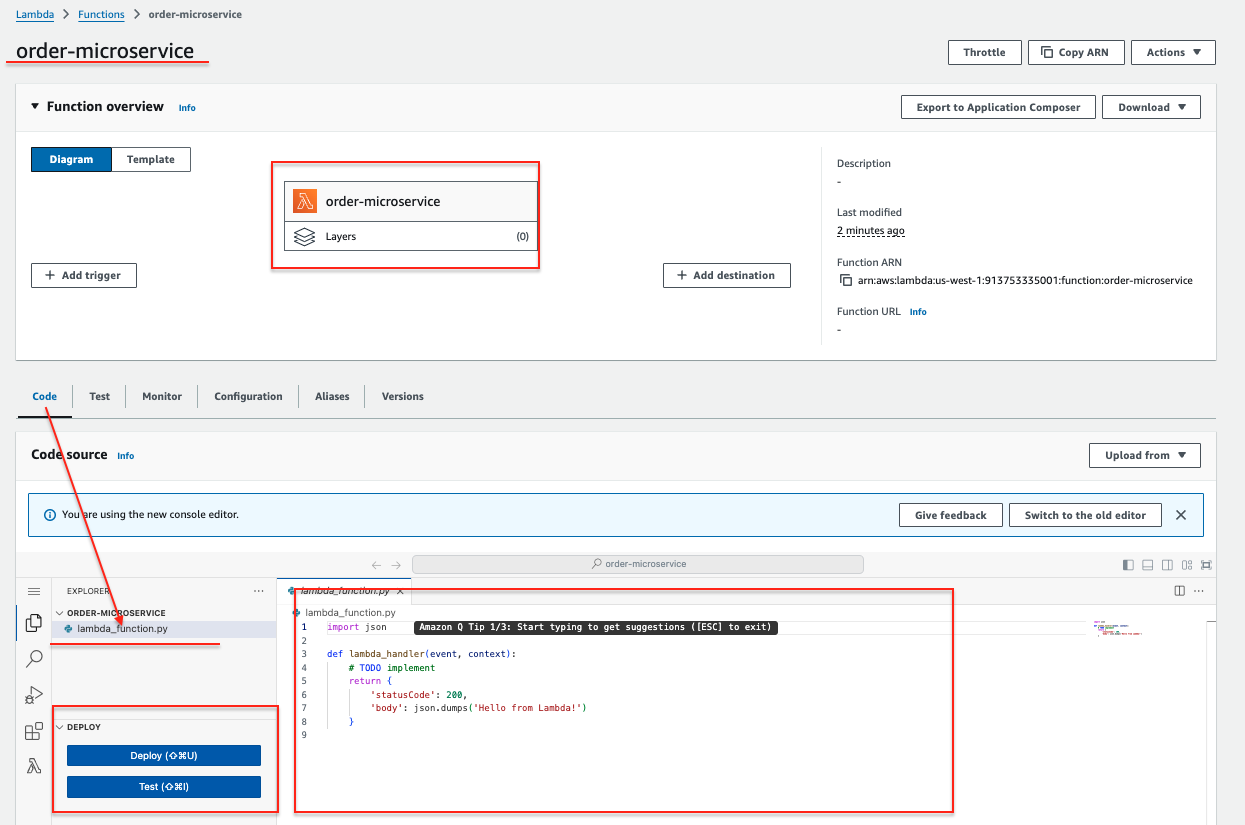 Lambda > Functions > order-microservice
order-microservice
Throttle
Copy ARN
Actions
Function overview Info
Export to Application Composer
Download
Diagram
Template
order-microservice
Layers (0)
+ Add trigger
+ Add destination
Description
-
Last modified
2 minutes ago
Function ARN
arn:aws:lambda:us-west-1:913753335001:function:order-microservice
Function URL Info
-
Code
Test
Monitor
Configuration
Aliases
Versions
Code source Info
Upload from
You are using the new console editor.
Give feedback
Switch to the old editor
order-microservice
EXPLORER
ORDER-MICROSERVICE
lambda_function.py
DEPLOY
Deploy (⇧⌘U)
Test (⇧⌘I)
lambda_function.py
lambda_function.py
1 import json Amazon Q Tip 1/3: Start typing to get suggestions ([ESC] to exit)
2
3 def lambda_handler(event, context):
4 # TODO implement
5 return {
6 'statusCode': 200,
7 'body': json.dumps('Hello from Lambda!')
8 }
9